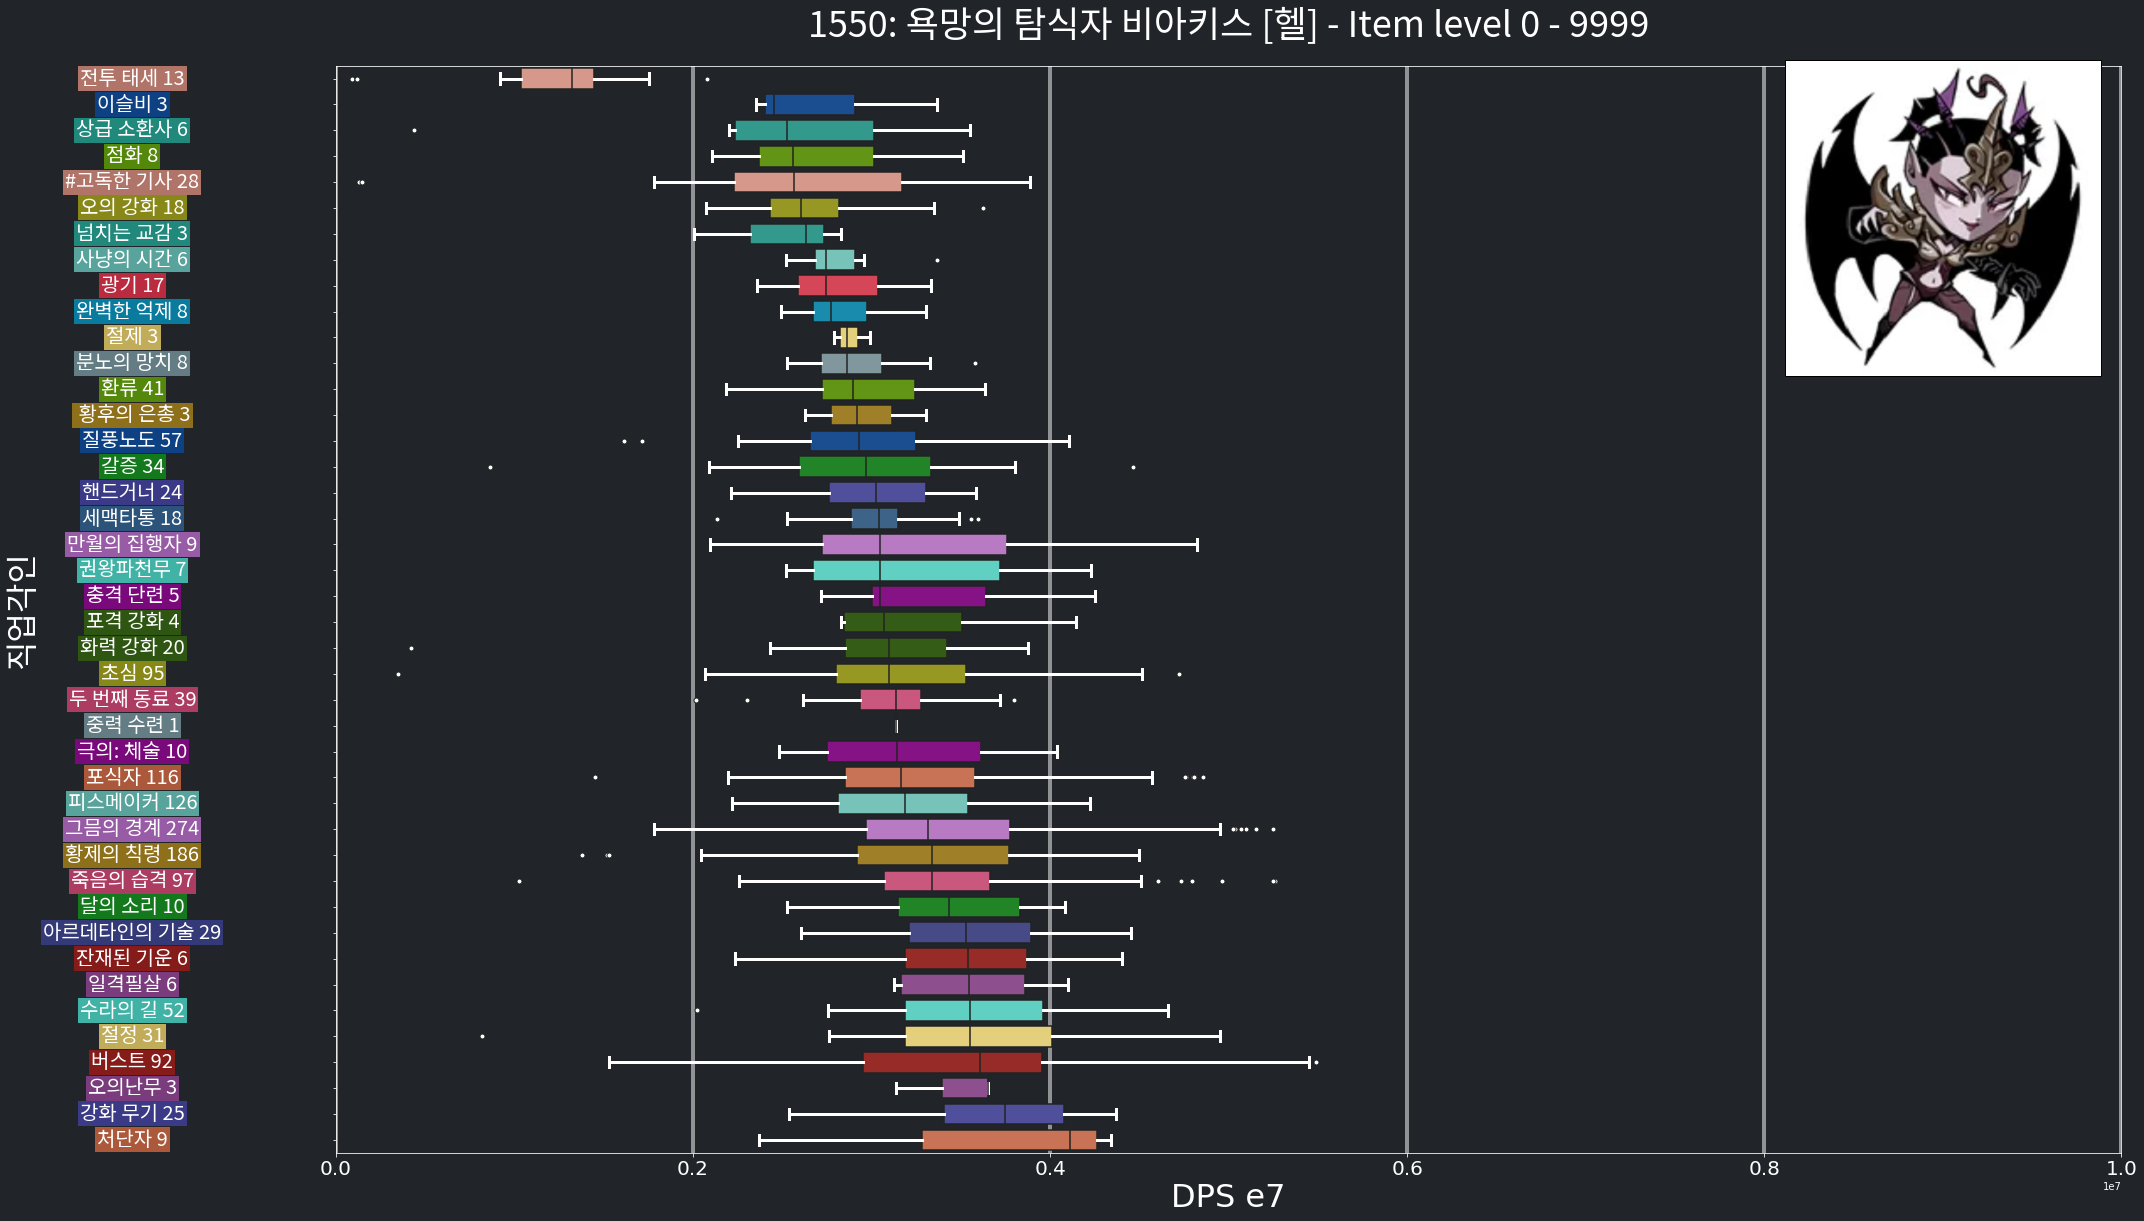 1550: 욕망의 탐식자 비아키스 [헬] - Item level 0 - 9999
전투 태세 13
이슬비 3
상급 소환사 6
점화 8
#고독한 기사 28
오의 강화 18
넘치는 교감 3
사냥의 시간 6
광기 17
완벽한 억제 8
절제 3
분노의 망치 8
환류 41
황후의 은총 3
질풍노도 57
갈증 34
핸드거너 24
세맥타통 18
만월의 집행자 9
권왕파천무 7
충격 단련 5
포격 강화 4
화력 강화 20
초심 95
두 번째 동료 39
중력 수련 1
극의: 체술 10
포식자 116
피스메이커 126
그믐의 경계 274
황제의 칙령 186
죽음의 습격 97
달의 소리 10
아르데타인의 기술 29
잔재된 기운 6
일격필살 6
수라의 길 52
절정 31
버스트 92
오의난무 3
강화 무기 25
처단자 9
직업각인
0.0 0.2 0.4 0.6 0.8 1.0
1e7
DPS e7